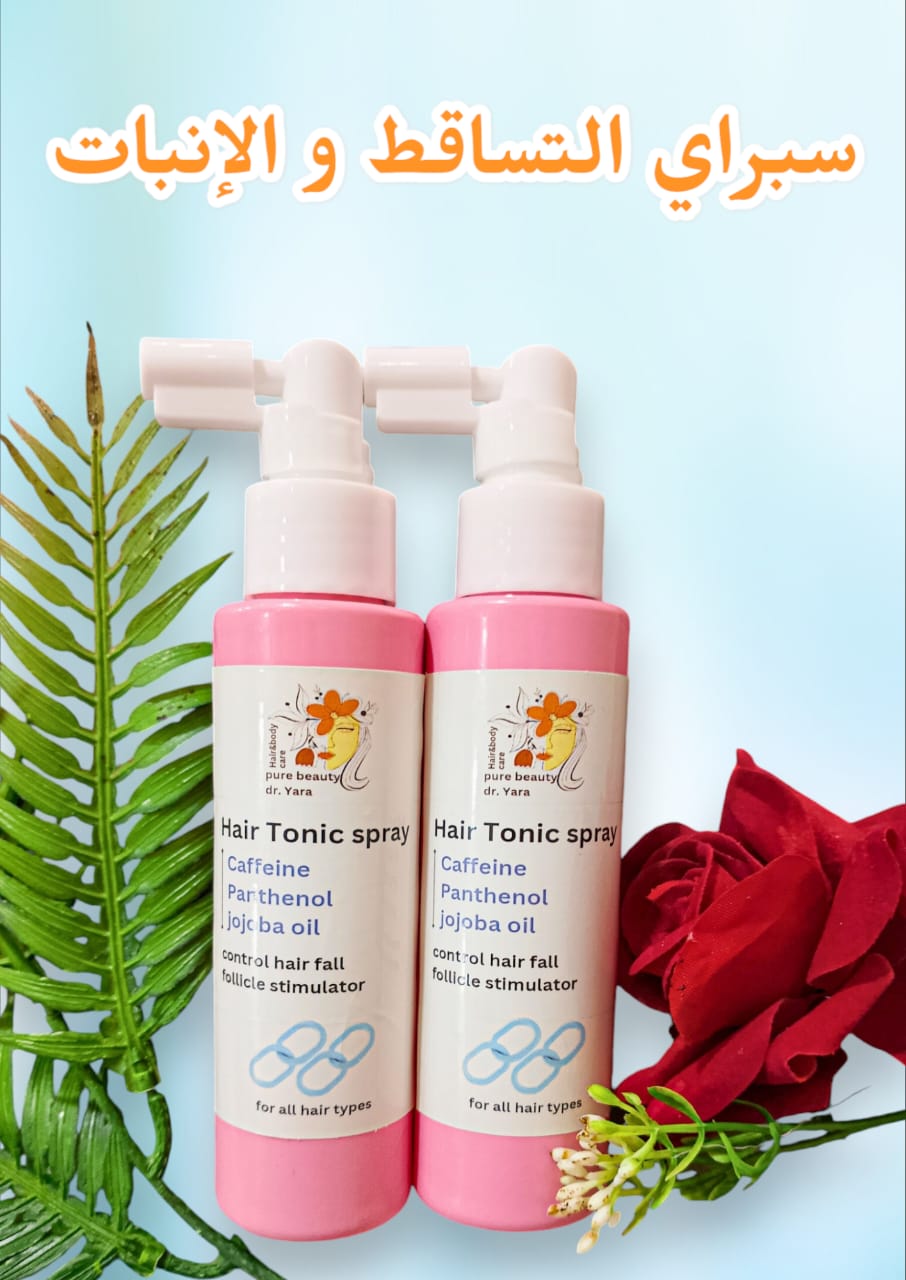 سبراي التساقط و الإنبات
Hair&body
care
pure beauty
dr. Yara
Hair Tonic spray
Caffeine
Panthenol
jojoba oil
control hair fall
follicle stimulator
for all hair types
Hair&body
care
pure beauty
dr. Yara
Hair Tonic spray
Caffeine
Panthenol
jojoba oil
control hair fall
follicle stimulator
for all hair types